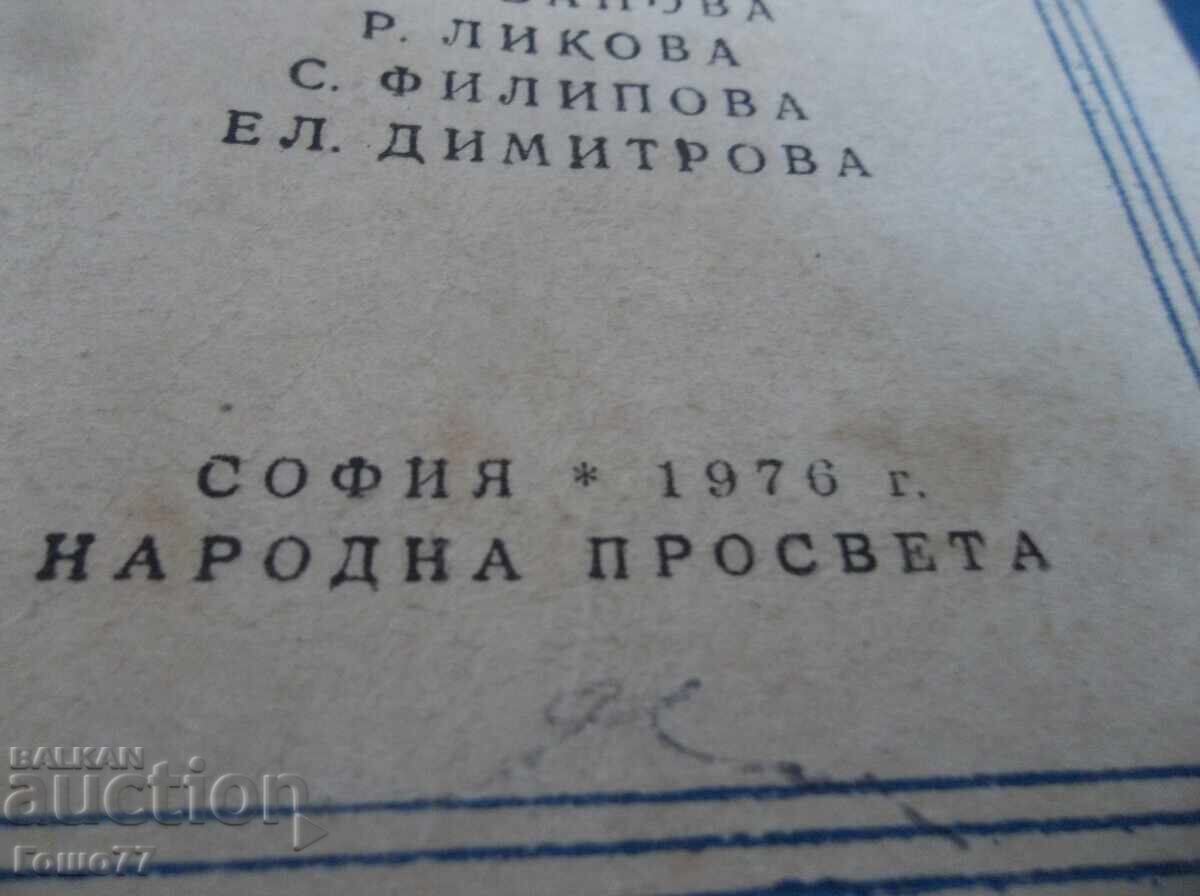 Р. ЛИКОВА
С. ФИЛИПОВА
ЕЛ. ДИМИТРОВА
СОФИЯ * 1976 г.
НАРОДНА ПРОСВЕТА
BALKAN
auction
Гошо77